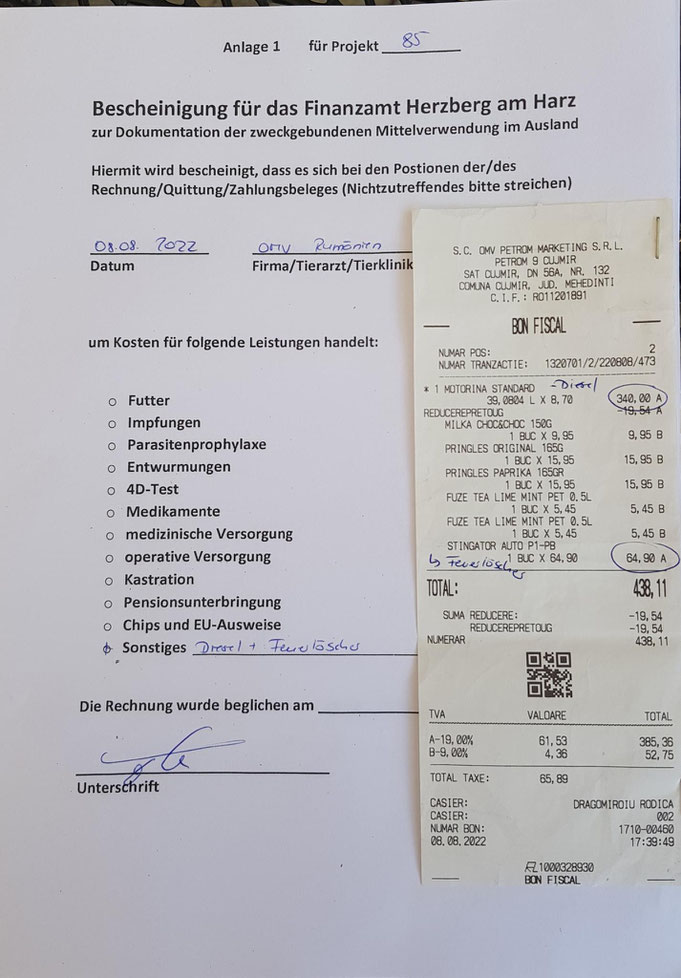 Anlage 1 für Projekt 85
Bescheinigung für das Finanzamt Herzberg am Harz
zur Dokumentation der zweckgebundenen Mittelverwendung im Ausland
Hiermit wird bescheinigt, dass es sich bei den Postionen der/des
Rechnung/Quittung/Zahlungsbeleges (Nichtzutreffendes bitte streichen)
08.08. 2022 OMV Rumänien
Datum Firma/Tierarzt/Tierklinik
um Kosten für folgende Leistungen handelt:
o Futter
o Impfungen
o Parasitenprophylaxe
o Entwurmungen
o 4D-Test
o Medikamente
o medizinische Versorgung
o operative Versorgung
o Kastration
o Pensionsunterbringung
o Chips und EU-Ausweise
o Sonstiges Diesel + Feuerlöscher
Die Rechnung wurde beglichen am
Unterschrift
S.C. OMV PETROM MARKETING S.R.L.
PETROM 9 CUJMIR
SAT CUJMIR, DN 56A, NR. 132
COMUNA CUJMIR, JUD. MEHEDINTI
C.I.F.: RO11201891
BON FISCAL
NUMAR POS: 2
NUMAR TRANZACTIE: 1320701/2/220808/473
* 1 MOTORINA STANDARD - Diesel
39,0804 L X 8,70 340,00 A
REDUCEREPRETOUG -19,54 A
MILKA CHOC&CHOC 150G
1 BUC X 9,95 9,95 B
PRINGLES ORIGINAL 165G
1 BUC X 15,95 15,95 B
PRINGLES PAPRIKA 165GR
1 BUC X 15,95 15,95 B
FUZE TEA LIME MINT PET 0.5L
1 BUC X 5,45 5,45 B
FUZE TEA LIME MINT PET 0.5L
1 BUC X 5,45 5,45 B
STINGATOR AUTO P1-PB
↳ Feuerlöscher 1 BUC X 64,90 64,90 A
TOTAL: 438,11
SUMA REDUCERE: -19,54
REDUCEREPRETOUG -19,54
NUMERAR 438,11
TVA VALOARE TOTAL
A-19,00% 61,53 385,36
B-9,00% 4,36 52,75
TOTAL TAXE: 65,89
CASIER: DRAGOMIROIU RODICA
CASIER: 002
NUMAR BON: 1710-00460
08.08.2022 17:39:49
1000328930
BON FISCAL